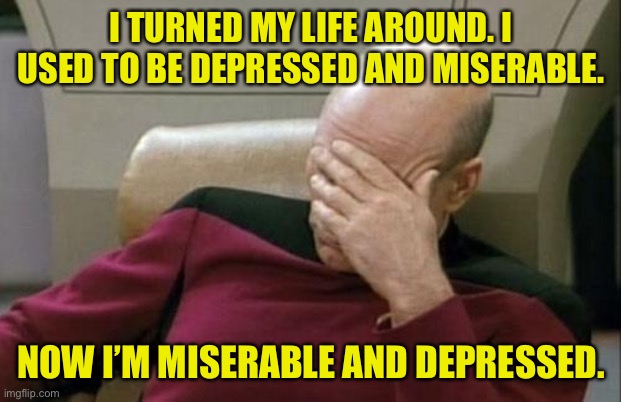 I TURNED MY LIFE AROUND. I
USED TO BE DEPRESSED AND MISERABLE.
NOW I’M MISERABLE AND DEPRESSED.
imgflip.com